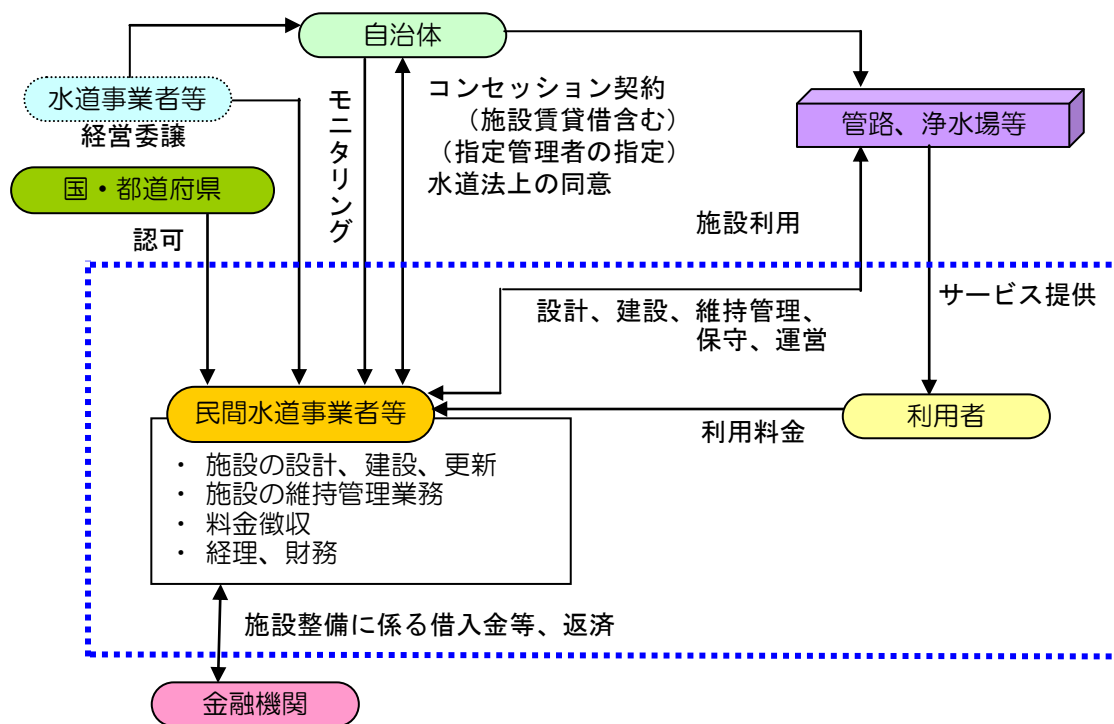 自治体
水道事業者等
経営委譲
国・都道府県
認可
モニタリング
コンセッション契約
（施設賃貸借含む）
（指定管理者の指定）
水道法上の同意
管路、浄水場等
施設利用
サービス提供
設計、建設、維持管理、
保守、運営
民間水道事業者等
利用料金
利用者
・ 施設の設計、建設、更新
・ 施設の維持管理業務
・ 料金徴収
・ 経理、財務
施設整備に係る借入金等、返済
金融機関